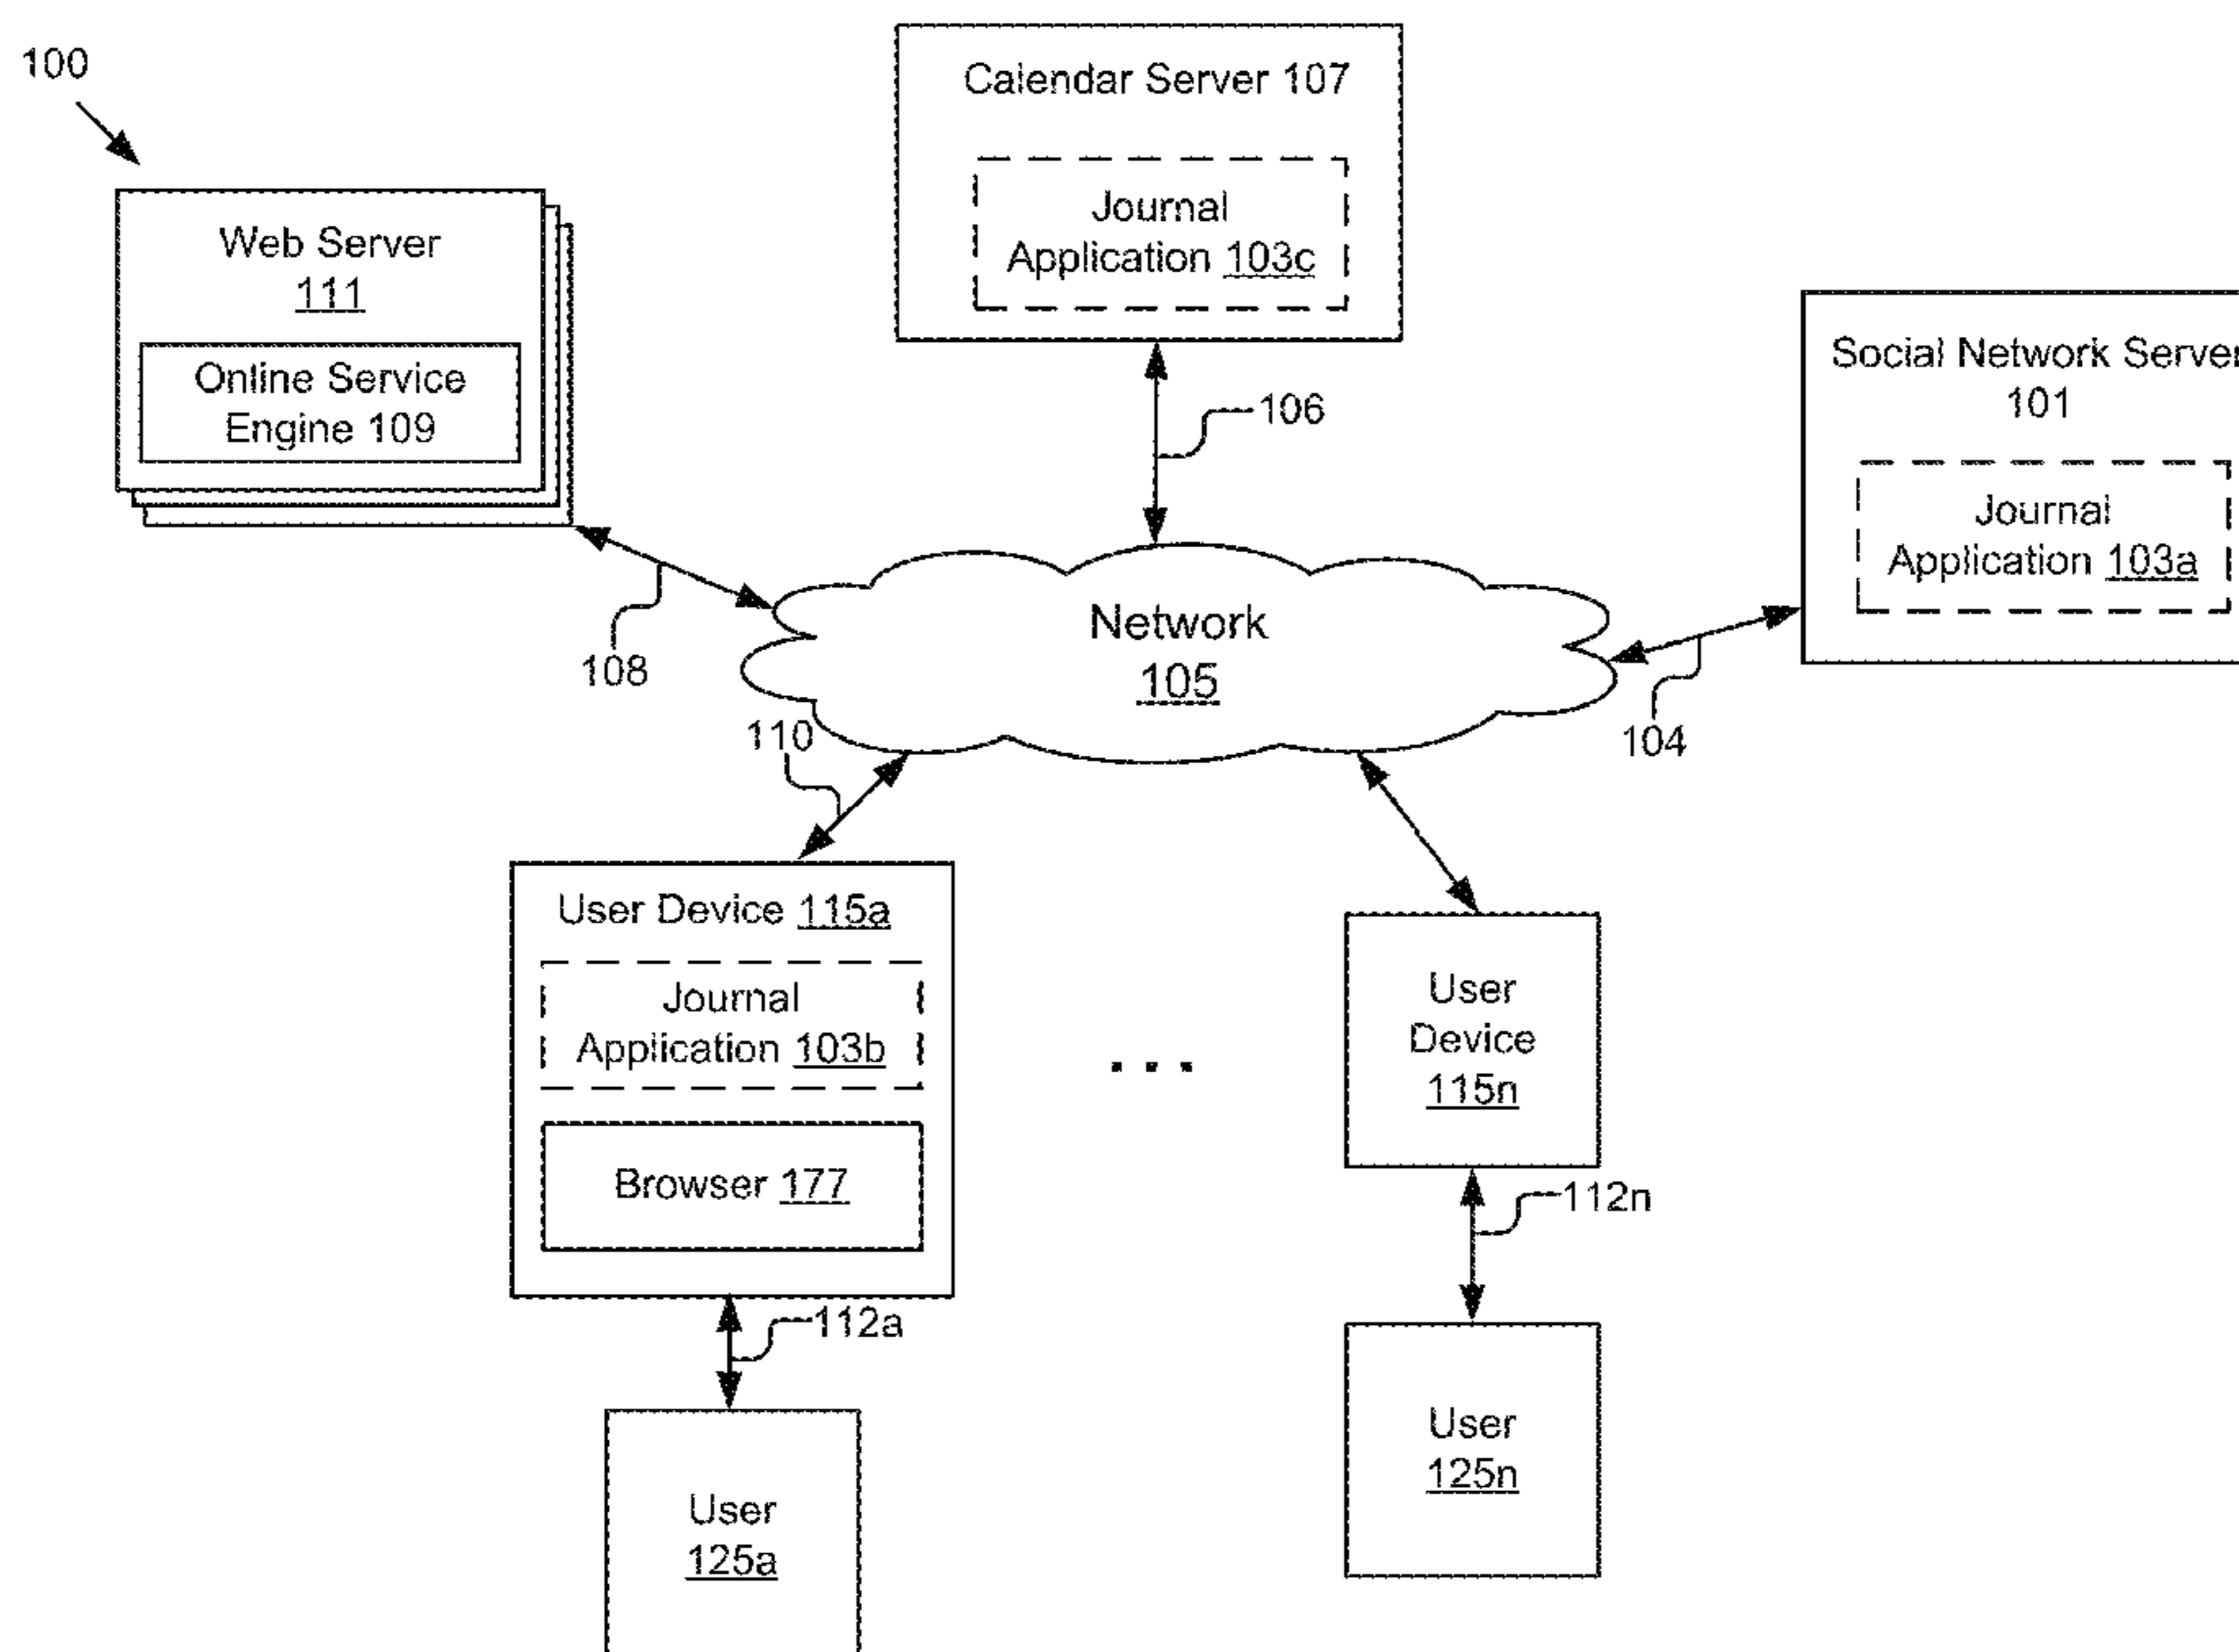 100
Calendar Server 107
Journal
Application 103c
Web Server
111
Online Service
Engine 109
Social Network Server
101
Journal
Application 103a
106
108
Network
105
104
110
User Device 115a
Journal
Application 103b
Browser 177
...
User
Device
115n
112a
112n
User
125a
User
125n